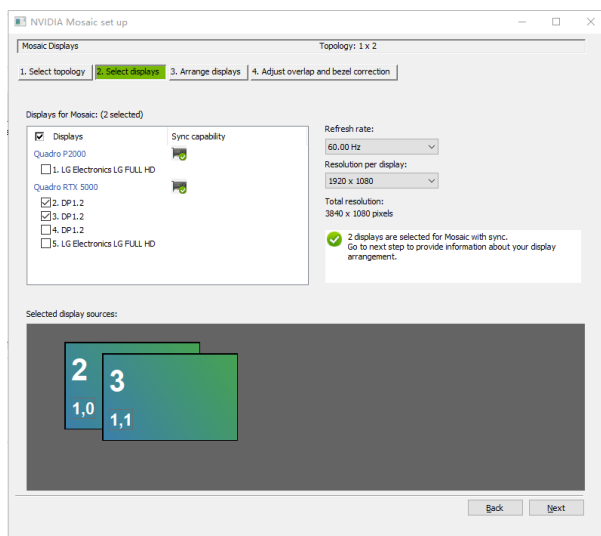 NVIDIA Mosaic set up
Mosaic Displays
Topology: 1 x 2
1. Select topology
2. Select displays
3. Arrange displays
4. Adjust overlap and bezel correction
Displays for Mosaic: (2 selected)
Displays
Sync capability
Quadro P2000
1. LG Electronics LG FULL HD
Quadro RTX 5000
2. DP1.2
3. DP1.2
4. DP1.2
5. LG Electronics LG FULL HD
Refresh rate:
60.00 Hz
Resolution per display:
1920 x 1080
Total resolution:
3840 x 1080 pixels
2 displays are selected for Mosaic with sync.
Go to next step to provide information about your display
arrangement.
Selected display sources:
2
1,0
3
1,1
Back
Next